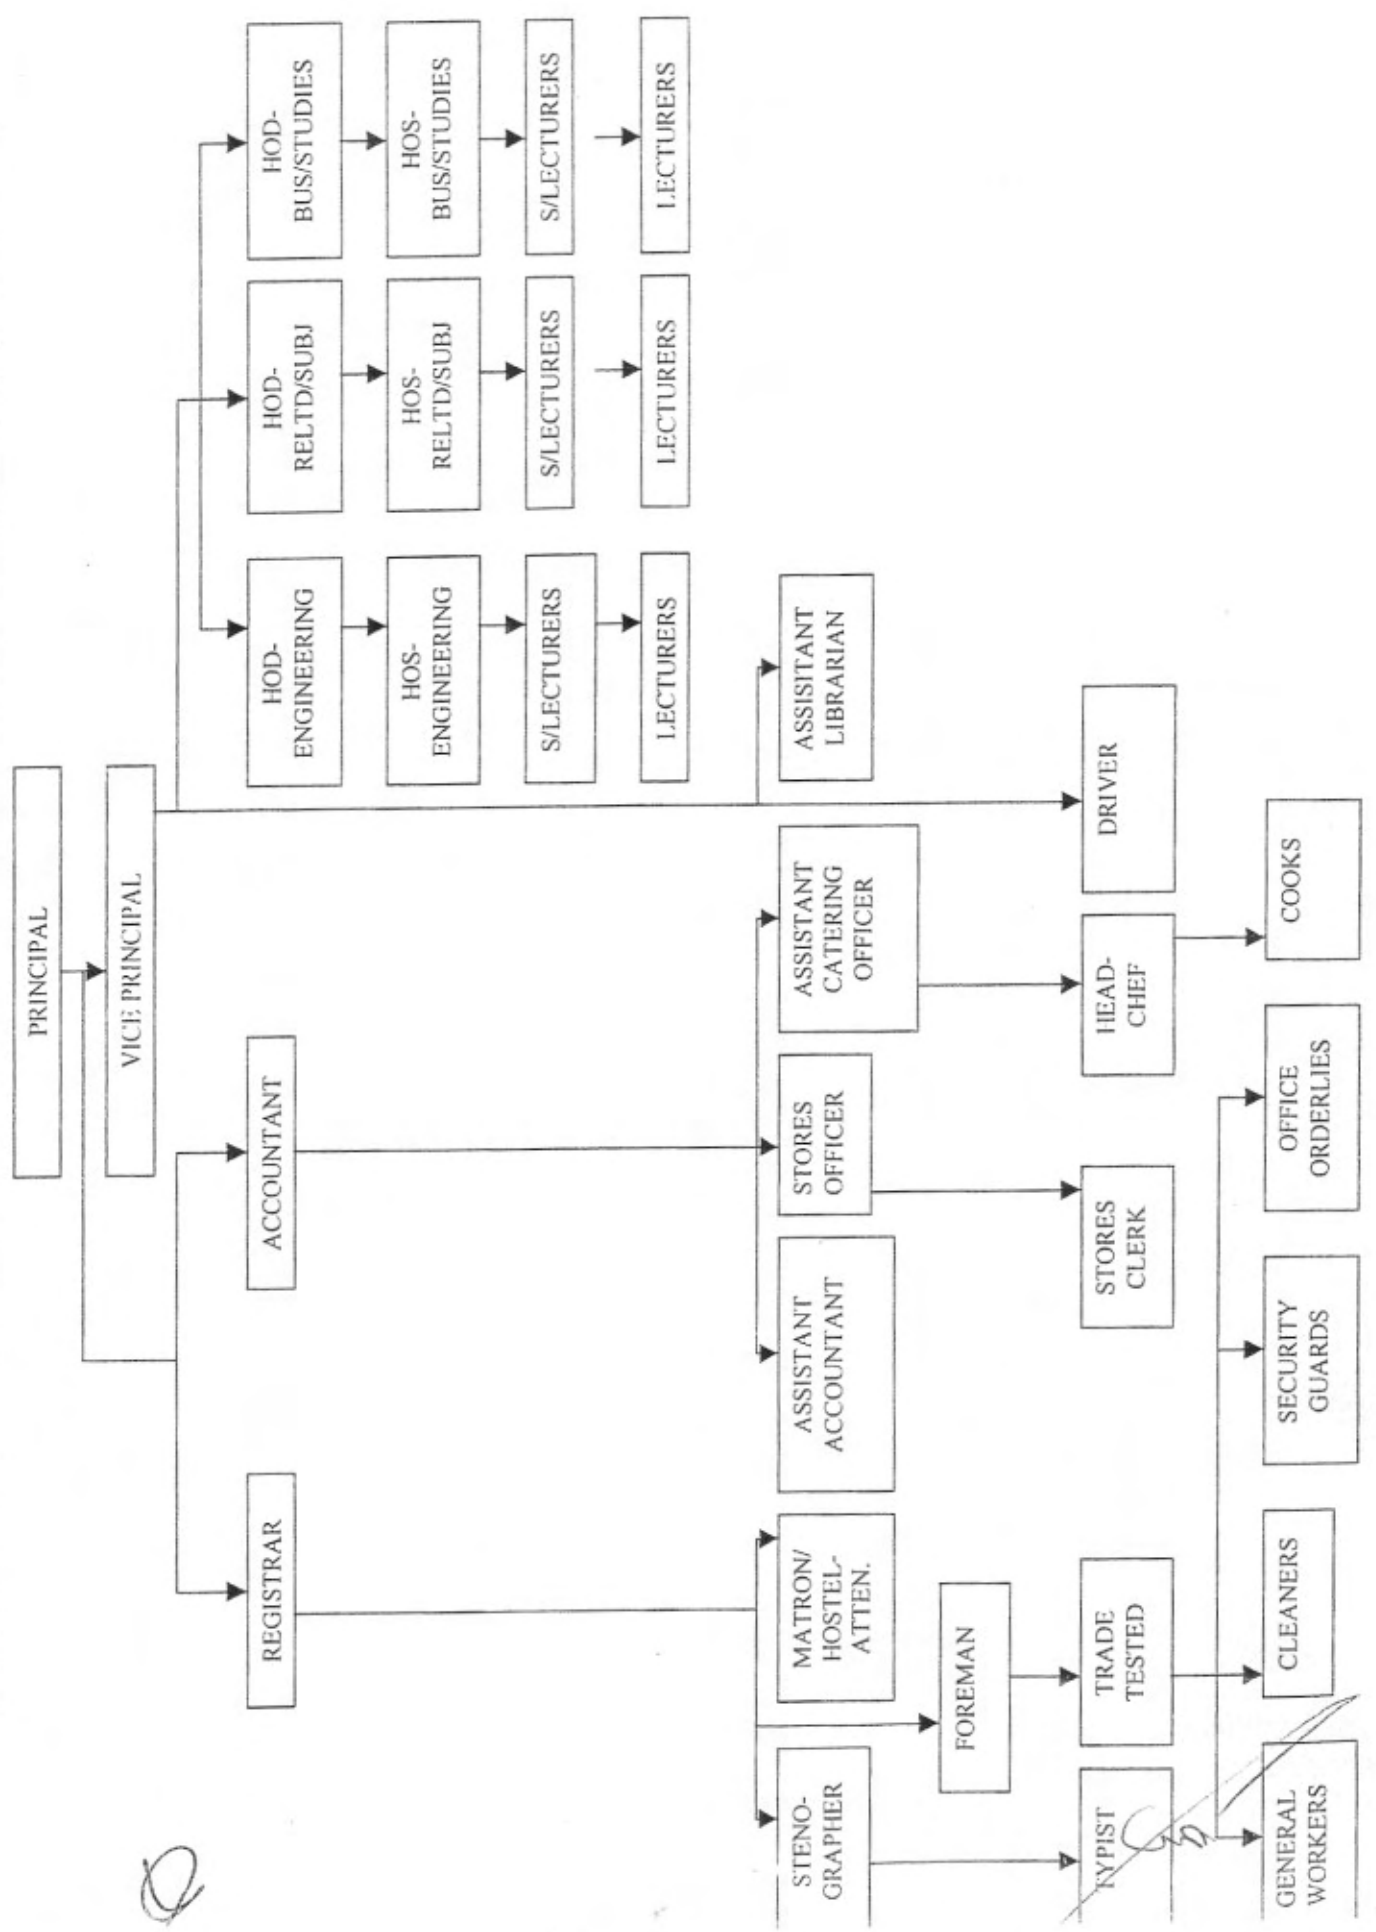 PRINCIPAL
VICE PRINCIPAL
REGISTRAR
ACCOUNTANT
HOD-
ENGINEERING
HOD-
RELTD/SUBJ
HOD-
BUS/STUDIES
HOS-
ENGINEERING
HOS-
RELTD/SUBJ
HOS-
BUS/STUDIES
S/LECTURERS
S/LECTURERS
S/LECTURERS
LECTURERS
LECTURERS
LECTURERS
STENO-
GRAPHER
MATRON/
HOSTEL-
ATTEN.
ASSISTANT
ACCOUNTANT
STORES
OFFICER
ASSISTANT
CATERING
OFFICER
ASSISITANT
LIBRARIAN
FOREMAN
TYPIST
TRADE
TESTED
STORES
CLERK
HEAD-
CHEF
DRIVER
GENERAL
WORKERS
CLEANERS
SECURITY
GUARDS
OFFICE
ORDERLIES
COOKS